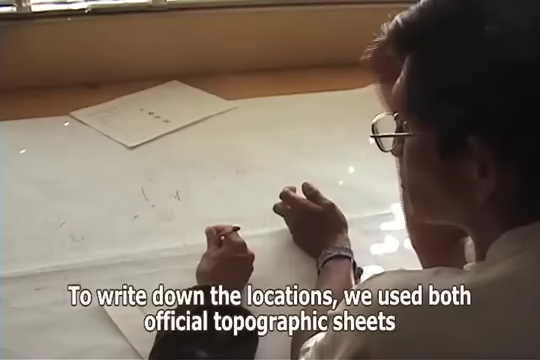 To write down the locations, we used both
official topographic sheets